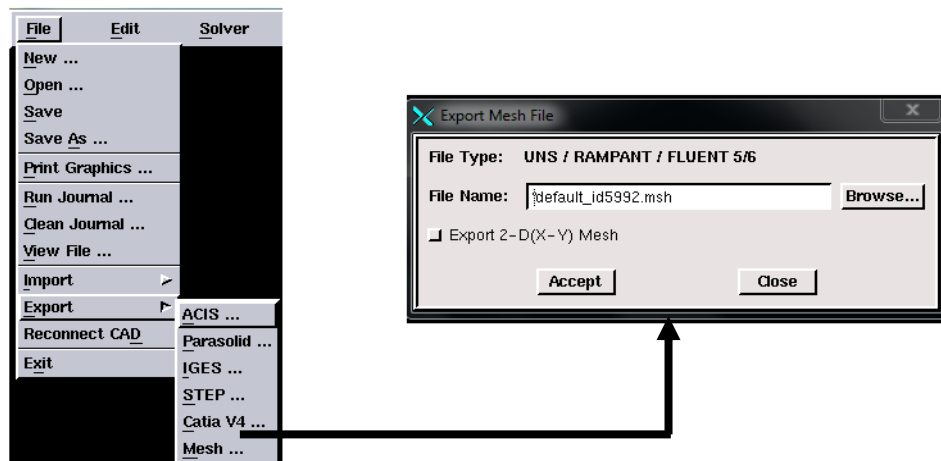 File Edit Solver
New ...
Open ...
Save
Save As ...
Print Graphics ...
Run Journal ...
Clean Journal ...
View File ...
Import
Export
Reconnect CAD
Exit
ACIS ...
Parasolid ...
IGES ...
STEP ...
Catia V4 ...
Mesh ...
Export Mesh File
File Type: UNS / RAMPANT / FLUENT 5/6
File Name: default_id5992.msh Browse...
Export 2-D(X-Y) Mesh
Accept Close